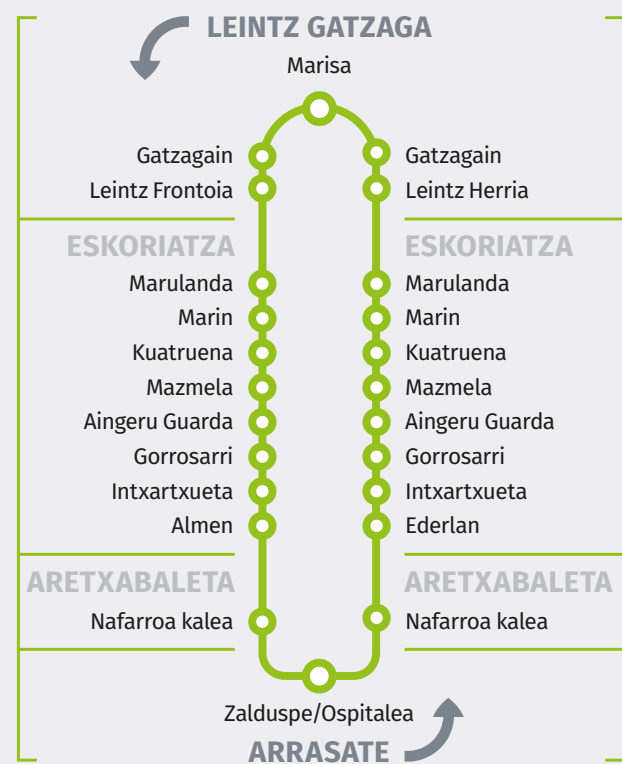 LEINTZ GATZAGA
Marisa
Gatzagain
Leintz Frontoia
ESKORIATZA
Marulanda
Marin
Kuatruena
Mazmela
Aingeru Guarda
Gorrosarri
Intxartxueta
Almen
ARETXABALETA
Nafarroa kalea
Gatzagain
Leintz Herria
ESKORIATZA
Marulanda
Marin
Kuatruena
Mazmela
Aingeru Guarda
Gorrosarri
Intxartxueta
Ederlan
ARETXABALETA
Nafarroa kalea
Zalduspe/Ospitalea
ARRASATE